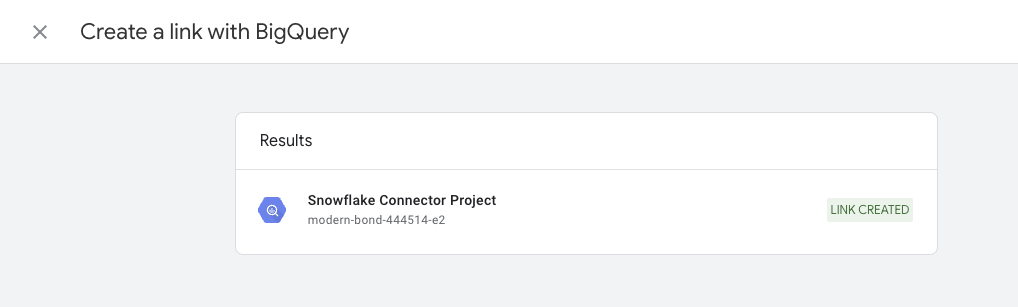 Create a link with BigQuery
Results
Snowflake Connector Project
modern-bond-444514-e2
LINK CREATED